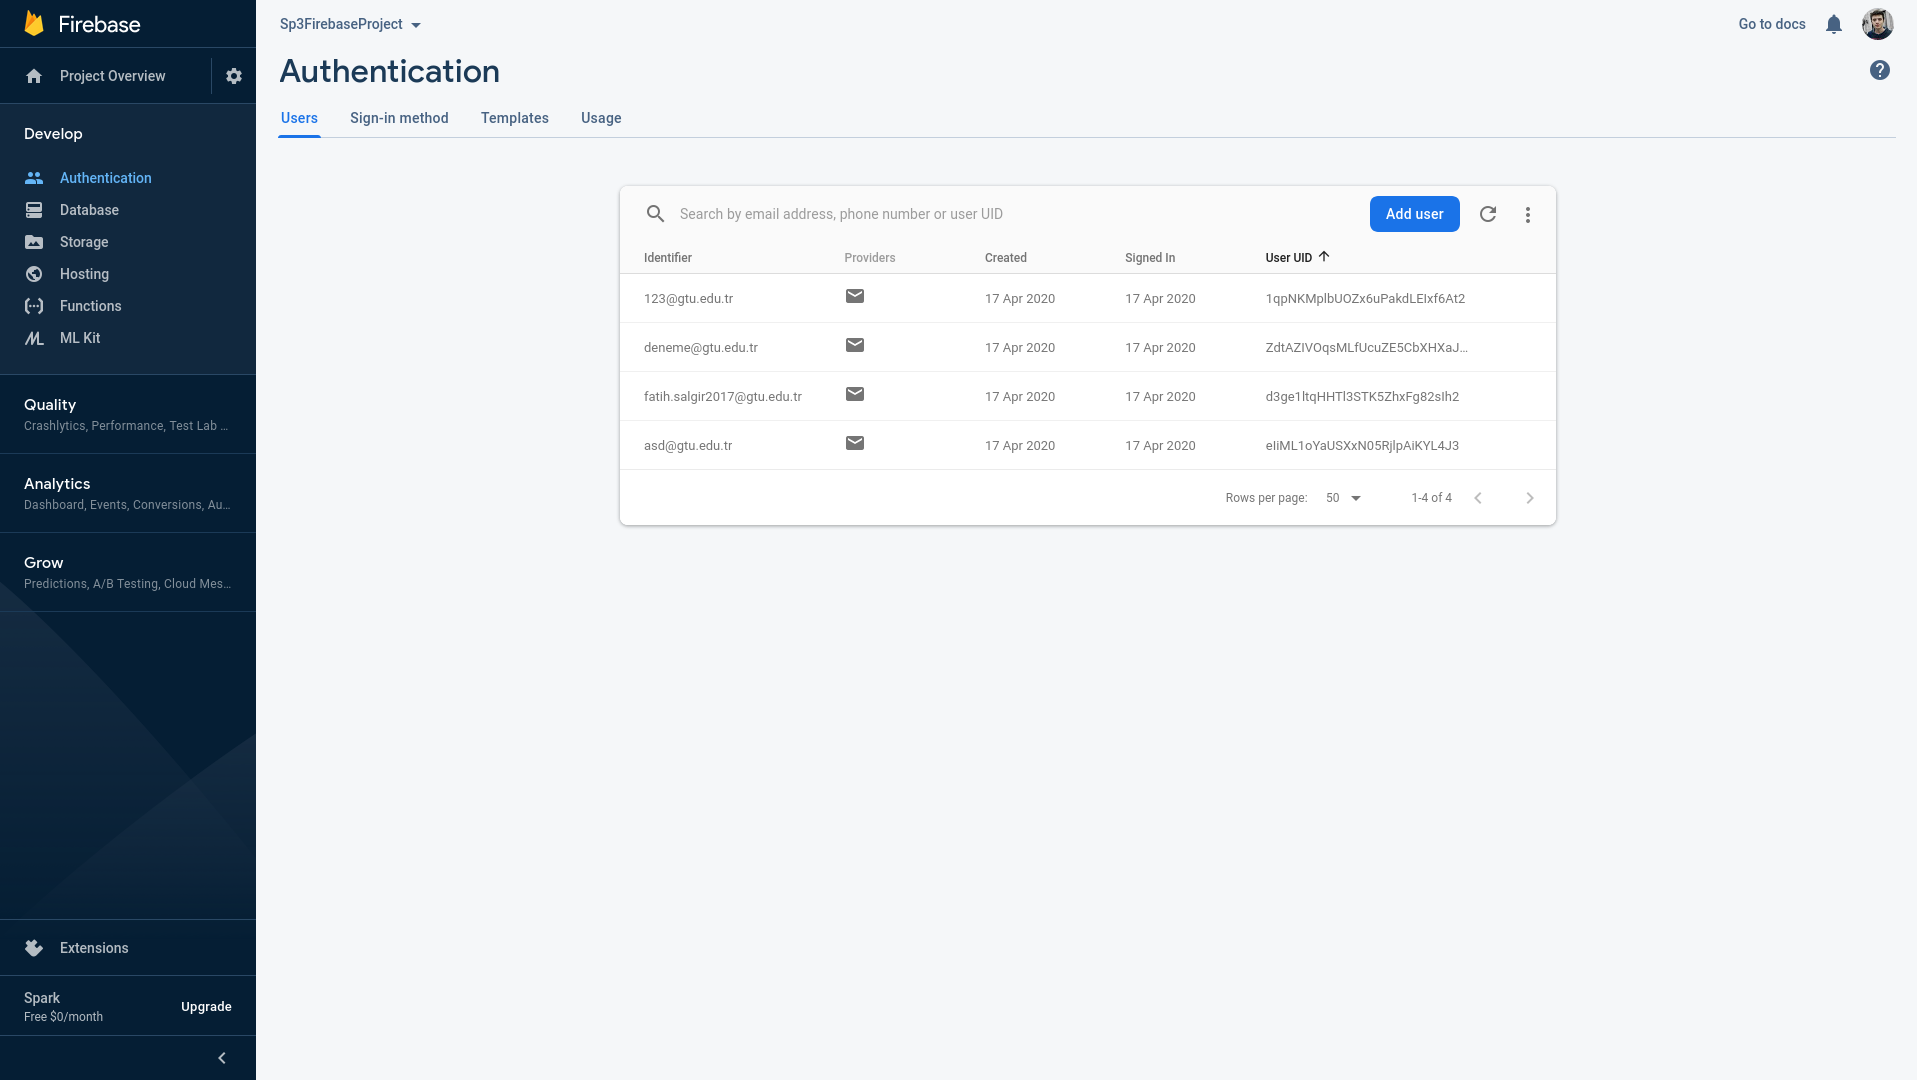 Firebase
Project Overview
Develop
Authentication
Database
Storage
Hosting
Functions
ML Kit
Quality
Crashlytics, Performance, Test Lab ...
Analytics
Dashboard, Events, Conversions, Au...
Grow
Predictions, A/B Testing, Cloud Mes...
Extensions
Spark
Free $0/month
Upgrade
Sp3FirebaseProject
Go to docs
Authentication
Users Sign-in method Templates Usage
Search by email address, phone number or user UID
Add user
Identifier Providers Created Signed In User UID
123@gtu.edu.tr 17 Apr 2020 17 Apr 2020 1qpNKMplbUOZx6uPakdLEIxf6At2
deneme@gtu.edu.tr 17 Apr 2020 17 Apr 2020 ZdtAZIVOqsMLfUcuZE5CbXHXaJ...
fatih.salgir2017@gtu.edu.tr 17 Apr 2020 17 Apr 2020 d3ge1ltqHHTl3STK5ZhxFg82sIh2
asd@gtu.edu.tr 17 Apr 2020 17 Apr 2020 eIiML1oYaUSXxN05RjlpAiKYL4J3
Rows per page: 50 1-4 of 4